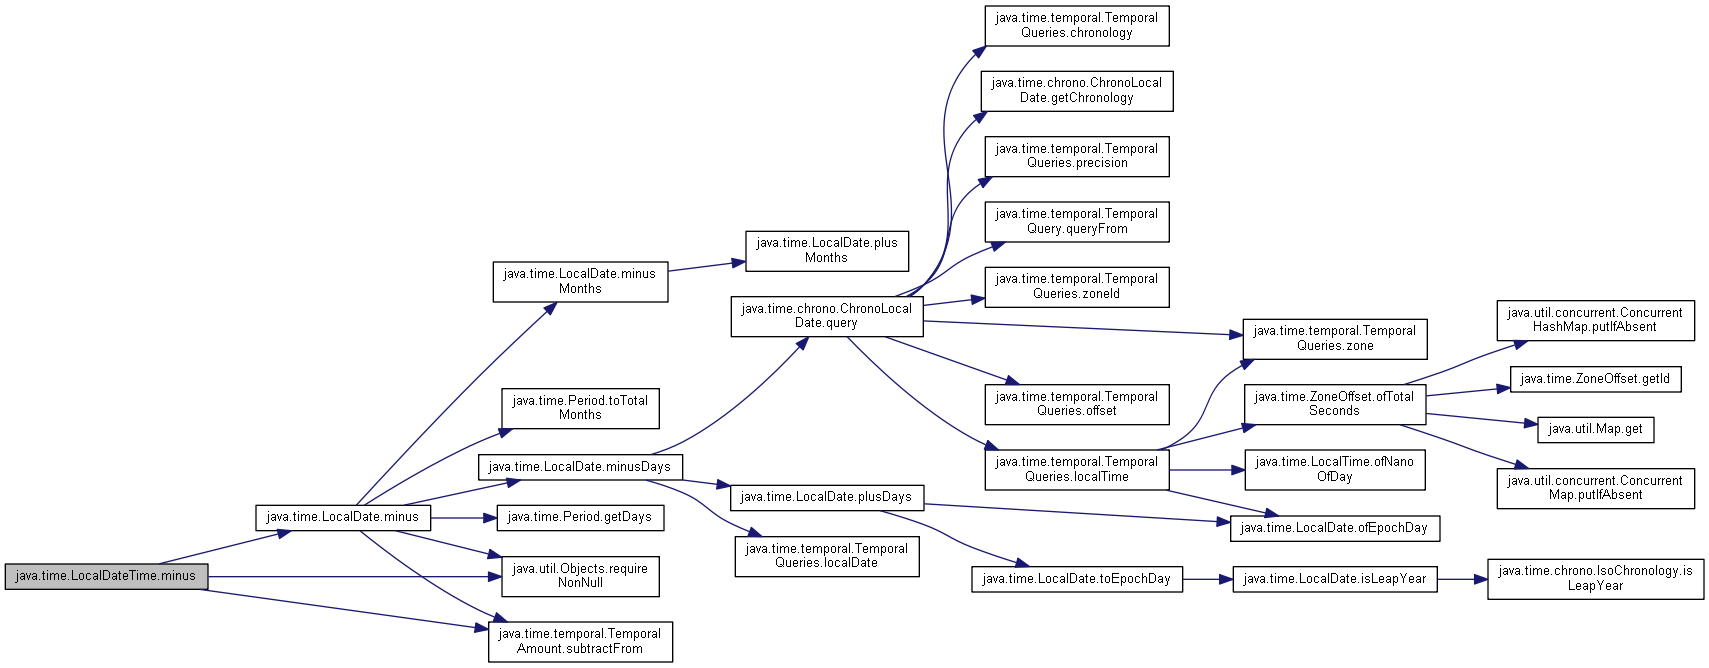 java.time.temporal.Temporal
Queries.chronology
java.time.chrono.ChronoLocal
Date.getChronology
java.time.temporal.Temporal
Queries.precision
java.time.temporal.Temporal
Query.queryFrom
java.time.LocalDate.plus
Months
java.time.LocalDate.minus
Months
java.time.temporal.Temporal
Queries.zoneId
java.time.chrono.ChronoLocal
Date.query
java.util.concurrent.Concurrent
HashMap.putIfAbsent
java.time.temporal.Temporal
Queries.zone
java.time.ZoneOffset.getId
java.time.Period.toTotal
Months
java.time.temporal.Temporal
Queries.offset
java.time.ZoneOffset.ofTotal
Seconds
java.util.Map.get
java.time.LocalDate.minusDays
java.time.temporal.Temporal
Queries.localTime
java.time.LocalTime.ofNano
OfDay
java.util.concurrent.Concurrent
Map.putIfAbsent
java.time.LocalDate.plusDays
java.time.LocalDate.minus
java.time.Period.getDays
java.time.LocalDate.ofEpochDay
java.time.temporal.Temporal
Queries.localDate
java.time.LocalDateTime.minus
java.util.Objects.require
NonNull
java.time.LocalDate.toEpochDay
java.time.LocalDate.isLeapYear
java.time.chrono.IsoChronology.is
LeapYear
java.time.temporal.Temporal
Amount.subtractFrom